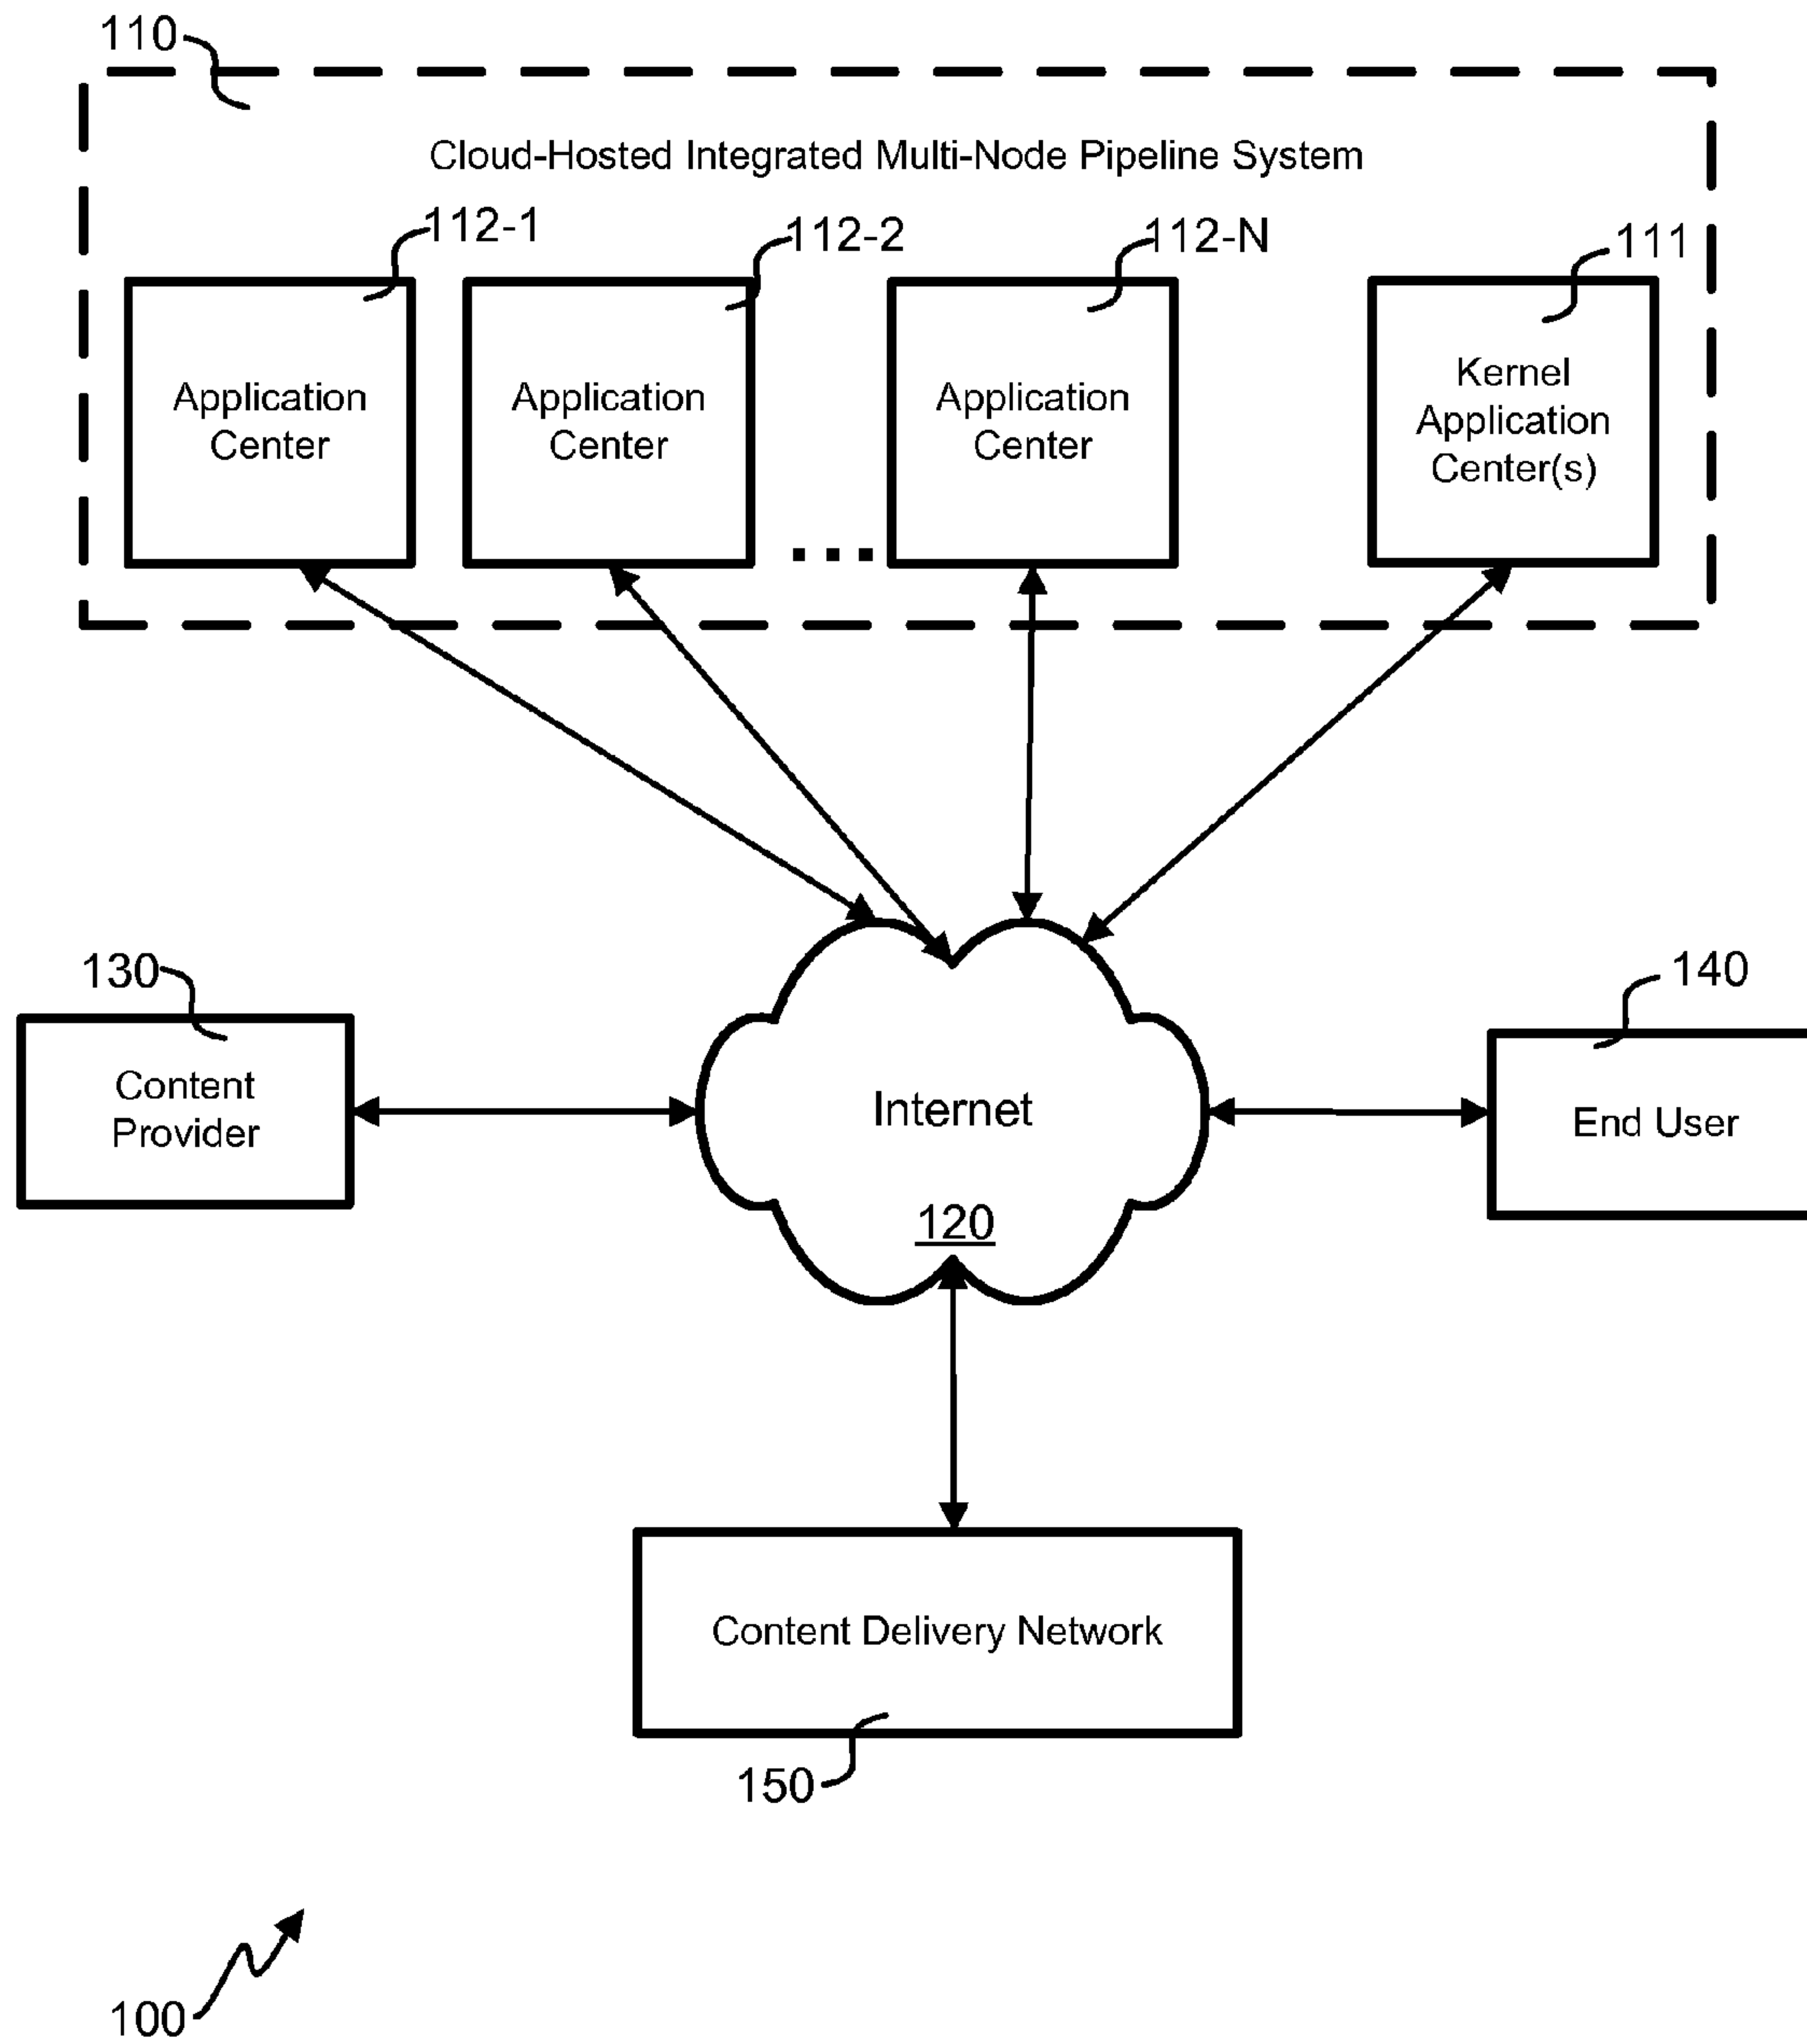 110
Cloud-Hosted Integrated Multi-Node Pipeline System
112-1
112-2
112-N
111
Application
Center
Application
Center
Application
Center
Kernel
Application
Center(s)
...
130
140
Content
Provider
Internet
120
End User
Content Delivery Network
150
100